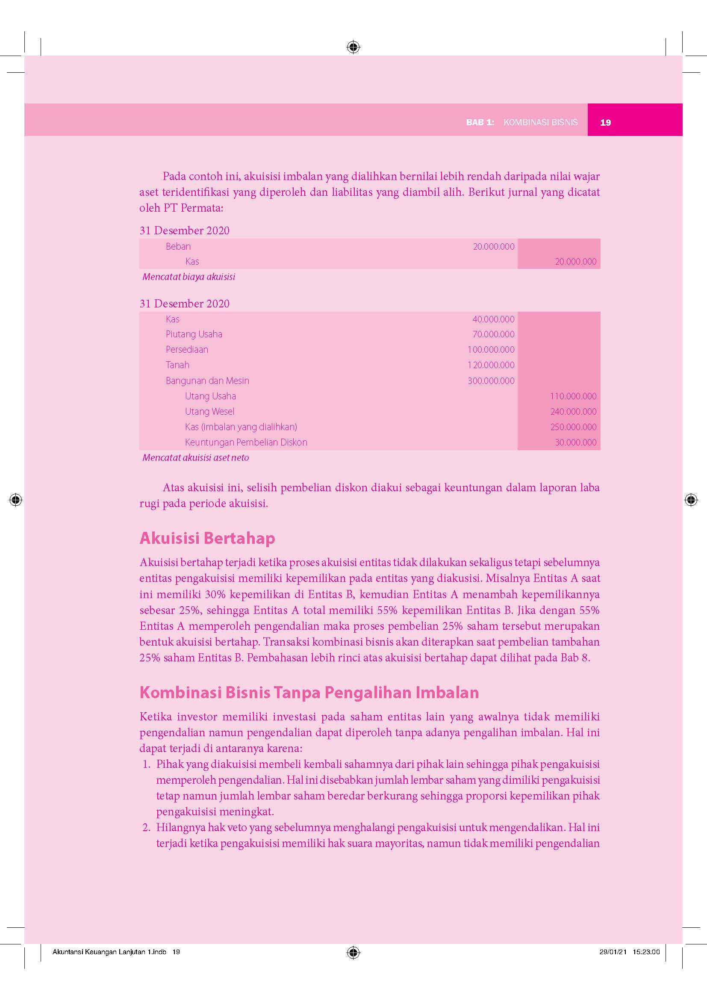 BAB 1: KOMBINASI BISNIS 19
Pada contoh ini, akuisisi imbalan yang dialihkan bernilai lebih rendah daripada nilai wajar
aset teridentifikasi yang diperoleh dan liabilitas yang diambil alih. Berikut jurnal yang dicatat
oleh PT Permata:
31 Desember 2020
Beban 20.000.000
Kas 20.000.000
Mencatat biaya akuisisi
31 Desember 2020
Kas 40.000.000
Piutang Usaha 70.000.000
Persediaan 100.000.000
Tanah 120.000.000
Bangunan dan Mesin 300.000.000
Utang Usaha 110.000.000
Utang Wesel 240.000.000
Kas (imbalan yang dialihkan) 250.000.000
Keuntungan Pembelian Diskon 30.000.000
Mencatat akuisisi aset neto
Atas akuisisi ini, selisih pembelian diskon diakui sebagai keuntungan dalam laporan laba
rugi pada periode akuisisi.
Akuisisi Bertahap
Akuisisi bertahap terjadi ketika proses akuisisi entitas tidak dilakukan sekaligus tetapi sebelumnya
entitas pengakuisisi memiliki kepemilikan pada entitas yang diakusisi. Misalnya Entitas A saat
ini memiliki 30% kepemilikan di Entitas B, kemudian Entitas A menambah kepemilikannya
sebesar 25%, sehingga Entitas A total memiliki 55% kepemilikan Entitas B. Jika dengan 55%
Entitas A memperoleh pengendalian maka proses pembelian 25% saham tersebut merupakan
bentuk akuisisi bertahap. Transaksi kombinasi bisnis akan diterapkan saat pembelian tambahan
25% saham Entitas B. Pembahasan lebih rinci atas akuisisi bertahap dapat dilihat pada Bab 8.
Kombinasi Bisnis Tanpa Pengalihan Imbalan
Ketika investor memiliki investasi pada saham entitas lain yang awalnya tidak memiliki
pengendalian namun pengendalian dapat diperoleh tanpa adanya pengalihan imbalan. Hal ini
dapat terjadi di antaranya karena:
1. Pihak yang diakuisisi membeli kembali sahamnya dari pihak lain sehingga pihak pengakuisisi
memperoleh pengendalian. Hal ini disebabkan jumlah lembar saham yang dimiliki pengakuisisi
tetap namun jumlah lembar saham beredar berkurang sehingga proporsi kepemilikan pihak
pengakuisisi meningkat.
2. Hilangnya hak veto yang sebelumnya menghalangi pengakuisisi untuk mengendalikan. Hal ini
terjadi ketika pengakuisisi memiliki hak suara mayoritas, namun tidak memiliki pengendalian
Akuntansi Keuangan Lanjutan 1.indb 19 29/01/21 15:23:00